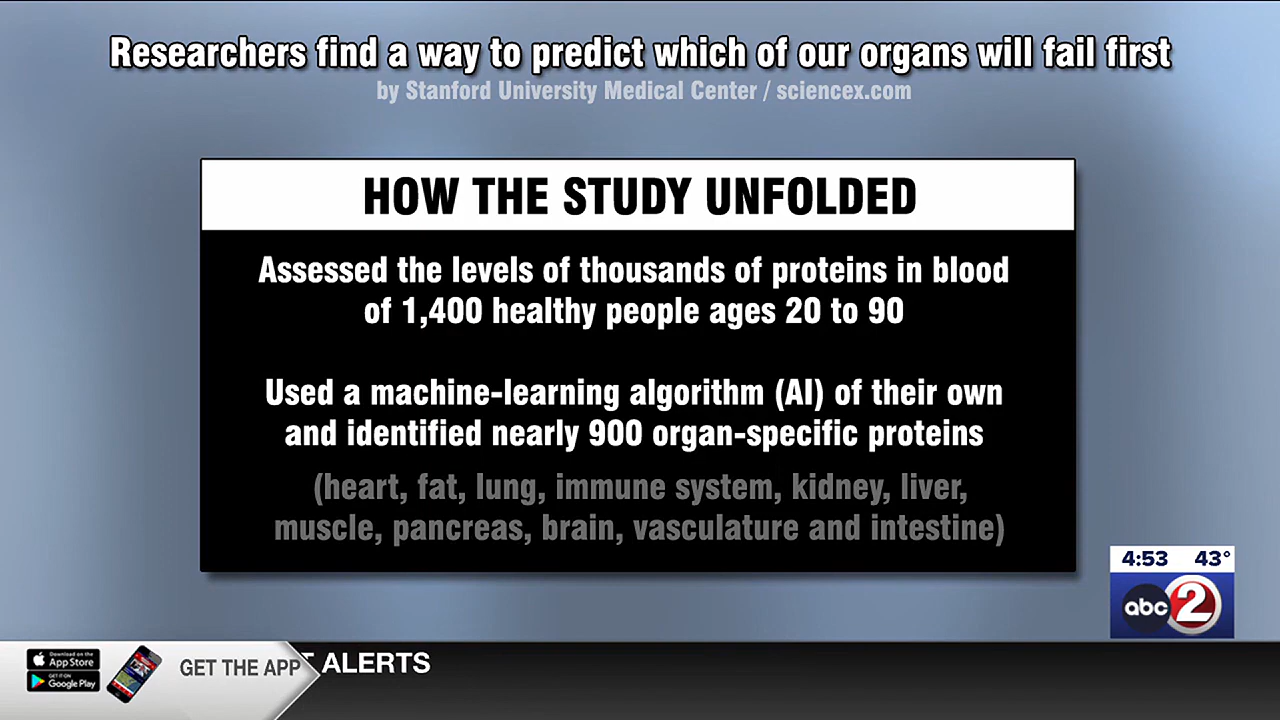 Researchers find a way to predict which of our organs will fail first
by Stanford University Medical Center / sciencex.com
HOW THE STUDY UNFOLDED
Assessed the levels of thousands of proteins in blood
of 1,400 healthy people ages 20 to 90
Used a machine-learning algorithm (AI) of their own
and identified nearly 900 organ-specific proteins
(heart, fat, lung, immune system, kidney, liver,
muscle, pancreas, brain, vasculature and intestine)
4:53 43°
abc 2
Download on the
App Store
GET IT ON
Google Play
GET THE APP
T ALERTS